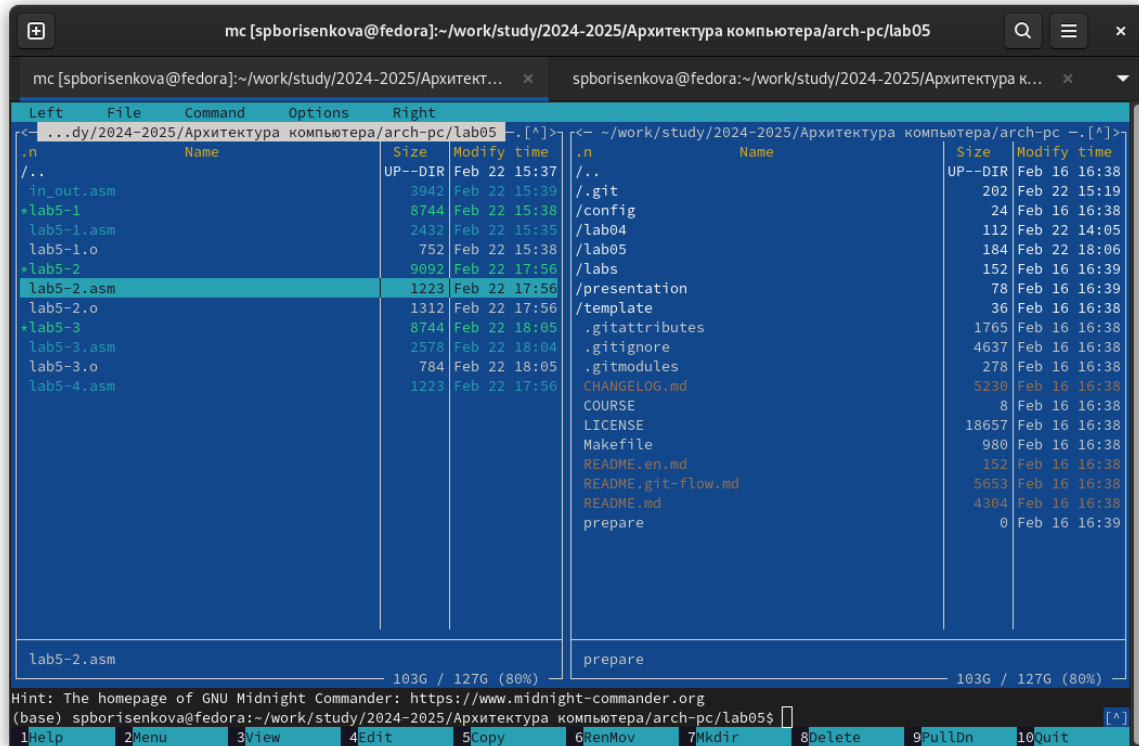 mc [spborisenkova@fedora]:~/work/study/2024-2025/Архитектура компьютера/arch-pc/lab05
mc [spborisenkova@fedora]:~/work/study/2024-2025/Архитект... × spborisenkova@fedora:~/work/study/2024-2025/Архитектура к... ×
Left File Command Options Right
<─ ...dy/2024-2025/Архитектура компьютера/arch-pc/lab05 ─.[^]> <─ ~/work/study/2024-2025/Архитектура компьютера/arch-pc ─.[^]>
.n Name Size Modify time .n Name Size Modify time
/.. UP--DIR Feb 22 15:37 /.. UP--DIR Feb 16 16:38
in_out.asm 3942 Feb 22 15:39 /.git 202 Feb 22 15:19
*lab5-1 8744 Feb 22 15:38 /config 24 Feb 16 16:38
lab5-1.asm 2432 Feb 22 15:35 /lab04 112 Feb 22 14:05
lab5-1.o 752 Feb 22 15:38 /lab05 184 Feb 22 18:06
*lab5-2 9092 Feb 22 17:56 /labs 152 Feb 16 16:39
lab5-2.asm 1223 Feb 22 17:56 /presentation 78 Feb 16 16:39
lab5-2.o 1312 Feb 22 17:56 /template 36 Feb 16 16:38
*lab5-3 8744 Feb 22 18:05 .gitattributes 1765 Feb 16 16:38
lab5-3.asm 2578 Feb 22 18:04 .gitignore 4637 Feb 16 16:38
lab5-3.o 784 Feb 22 18:05 .gitmodules 278 Feb 16 16:38
lab5-4.asm 1223 Feb 22 17:56 CHANGELOG.md 5230 Feb 16 16:38
COURSE 8 Feb 16 16:38
LICENSE 18657 Feb 16 16:38
Makefile 980 Feb 16 16:38
README.en.md 152 Feb 16 16:38
README.git-flow.md 5653 Feb 16 16:38
README.md 4304 Feb 16 16:38
prepare 0 Feb 16 16:39
lab5-2.asm prepare
103G / 127G (80%) 103G / 127G (80%)
Hint: The homepage of GNU Midnight Commander: https://www.midnight-commander.org
(base) spborisenkova@fedora:~/work/study/2024-2025/Архитектура компьютера/arch-pc/lab05$ [^]
1Help 2Menu 3View 4Edit 5Copy 6RenMov 7Mkdir 8Delete 9PullDn 10Quit